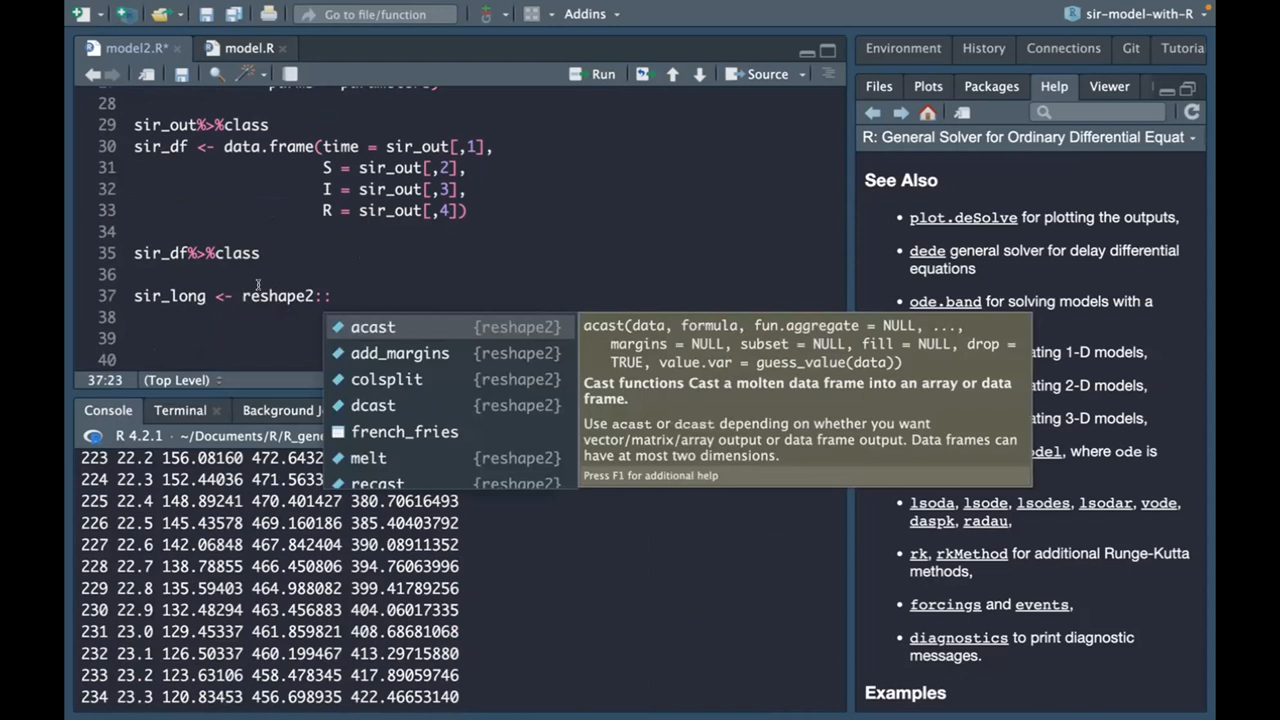 Go to file/function
Addins
sir-model-with-R
model2.R*
model.R
Run
Source
28
29 sir_out%>%class
30 sir_df <- data.frame(time = sir_out[,1],
31 S = sir_out[,2],
32 I = sir_out[,3],
33 R = sir_out[,4])
34
35 sir_df%>%class
36
37 sir_long <- reshape2::
38
39
40
37:23 (Top Level)
acast {reshape2}
add_margins {reshape2}
colsplit {reshape2}
dcast {reshape2}
french_fries {reshape2}
melt {reshape2}
recast {reshape2}
acast(data, formula, fun.aggregate = NULL, ...,
margins = NULL, subset = NULL, fill = NULL, drop =
TRUE, value.var = guess_value(data))
Cast functions Cast a molten data frame into an array or data
frame.
Use acast or dcast depending on whether you want
vector/matrix/array output or data frame output. Data frames can
have at most two dimensions.
Press F1 for additional help
Console
Terminal
Background J
R 4.2.1 · ~/Documents/R/R_gene
223 22.2 156.08160 472.6432
224 22.3 152.44036 471.5633
225 22.4 148.89241 470.401427 380.70616493
226 22.5 145.43578 469.160186 385.40403792
227 22.6 142.06848 467.842404 390.08911352
228 22.7 138.78855 466.450806 394.76063996
229 22.8 135.59403 464.988082 399.41789256
230 22.9 132.48294 463.456883 404.06017335
231 23.0 129.45337 461.859821 408.68681068
232 23.1 126.50337 460.199467 413.29715880
233 23.2 123.63106 458.478345 417.89059746
234 23.3 120.83453 456.698935 422.46653140
Environment
History
Connections
Git
Tutoria
Files
Plots
Packages
Help
Viewer
R: General Solver for Ordinary Differential Equat
See Also
• plot.deSolve for plotting the outputs,
• dede general solver for delay differential
equations
• ode.band for solving models with a
ating 1-D models,
ating 2-D models,
ating 3-D models,
odel, where ode is
lsoda, lsode, lsodes, lsodar, vode,
daspk, radau,
• rk, rkMethod for additional Runge-Kutta
methods,
• forcings and events,
• diagnostics to print diagnostic
messages.
Examples